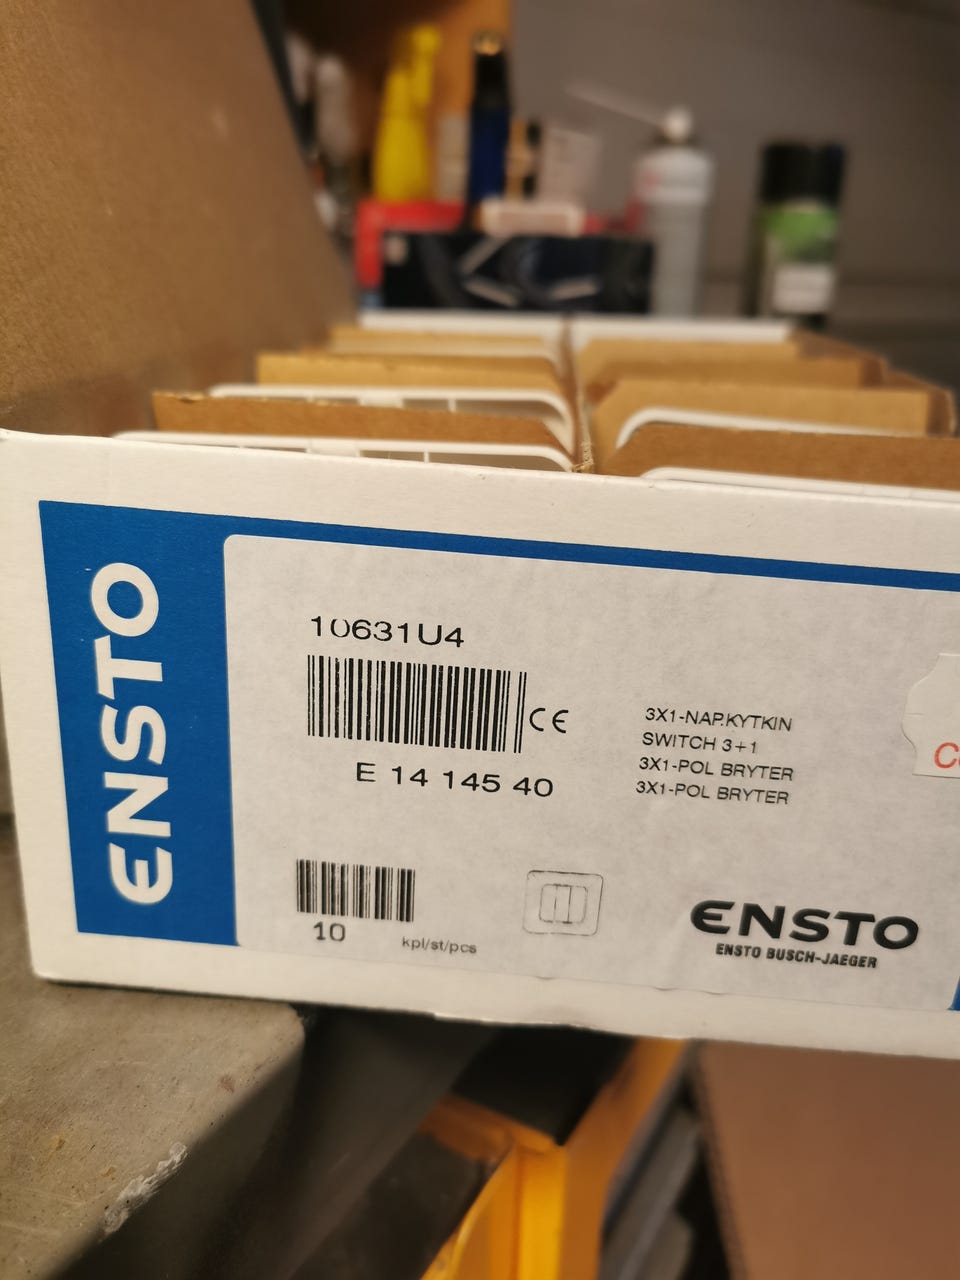 ENSTO
10631U4
CE
E 14 145 40
3X1-NAP.KYTKIN
SWITCH 3+1
3X1-POL BRYTER
3X1-POL BRYTER
10
kpl/st/pcs
ENSTO
ENSTO BUSCH-JAEGER